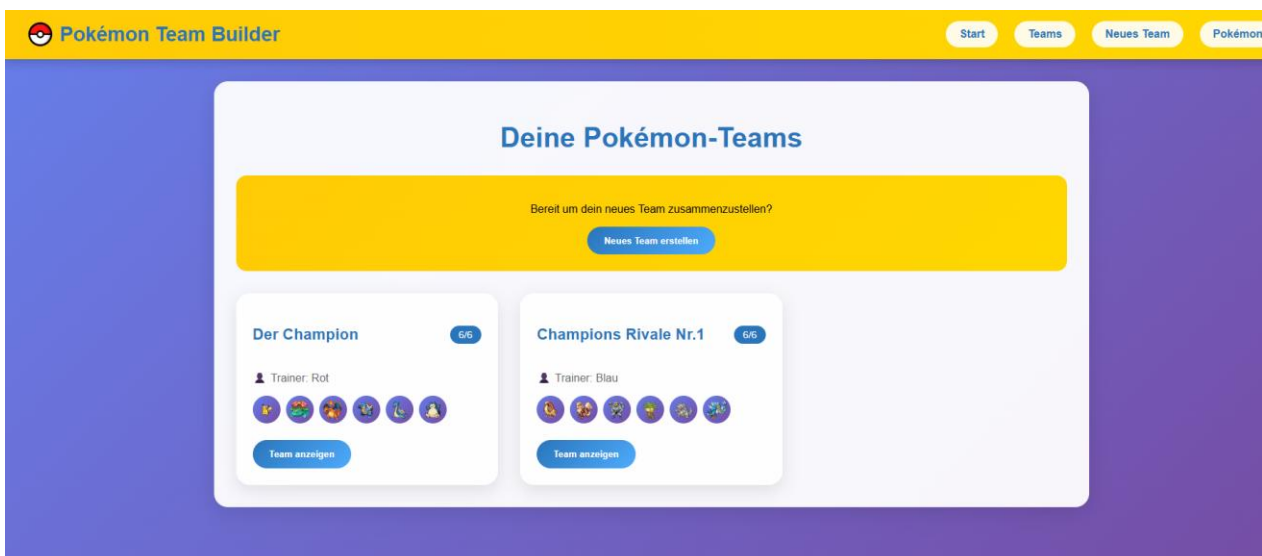 Pokémon Team Builder
Start
Teams
Neues Team
Pokémon
Deine Pokémon-Teams
Bereit um dein neues Team zusammenzustellen?
Neues Team erstellen
Der Champion
6/6
Trainer: Rot
Team anzeigen
Champions Rivale Nr.1
6/6
Trainer: Blau
Team anzeigen